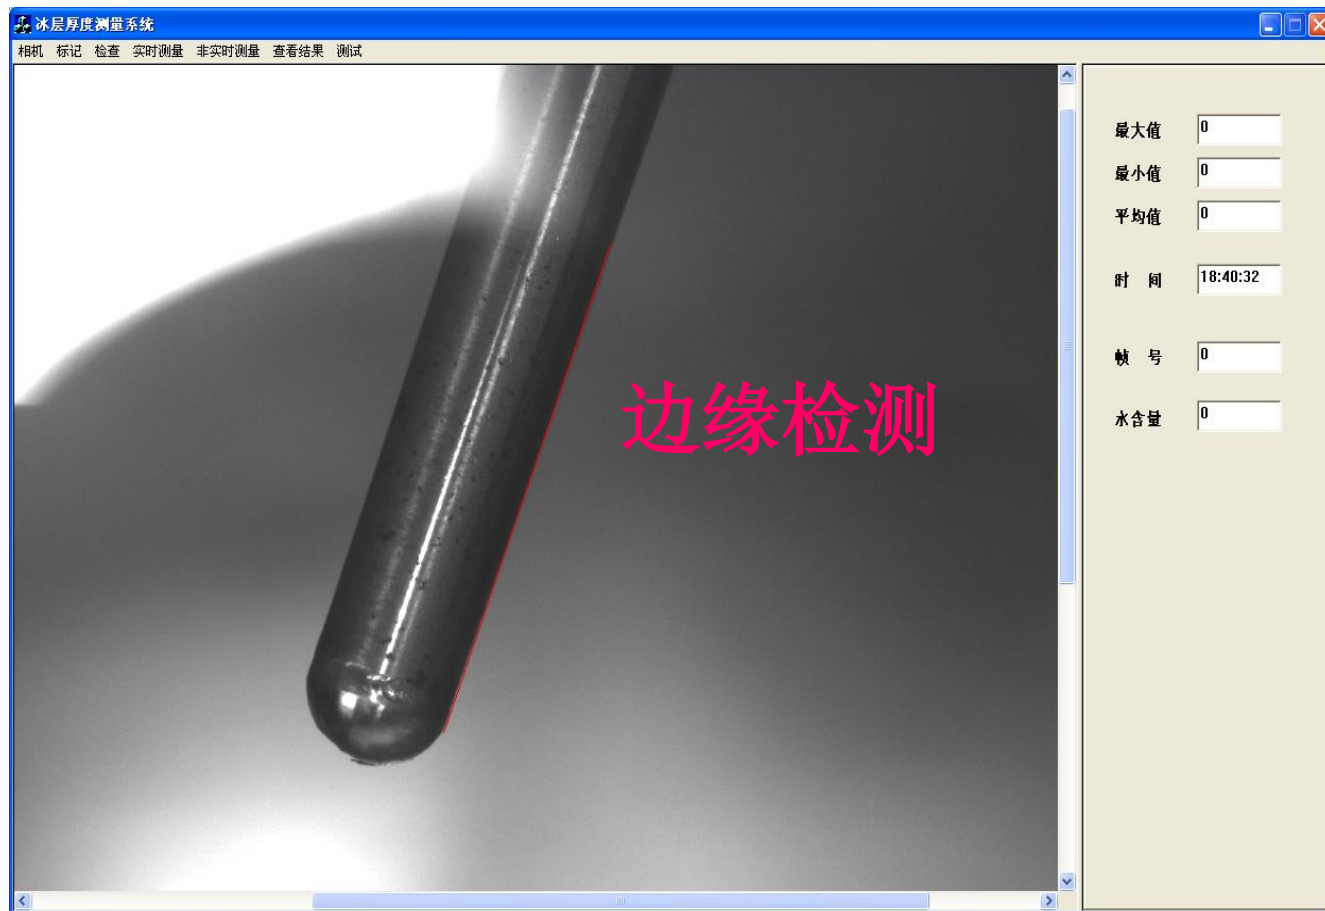 冰层厚度测量系统
相机 标记 检查 实时测量 非实时测量 查看结果 测试
最大值 0
最小值 0
平均值 0
时 间 18:40:32
帧 号 0
水含量 0
边缘检测